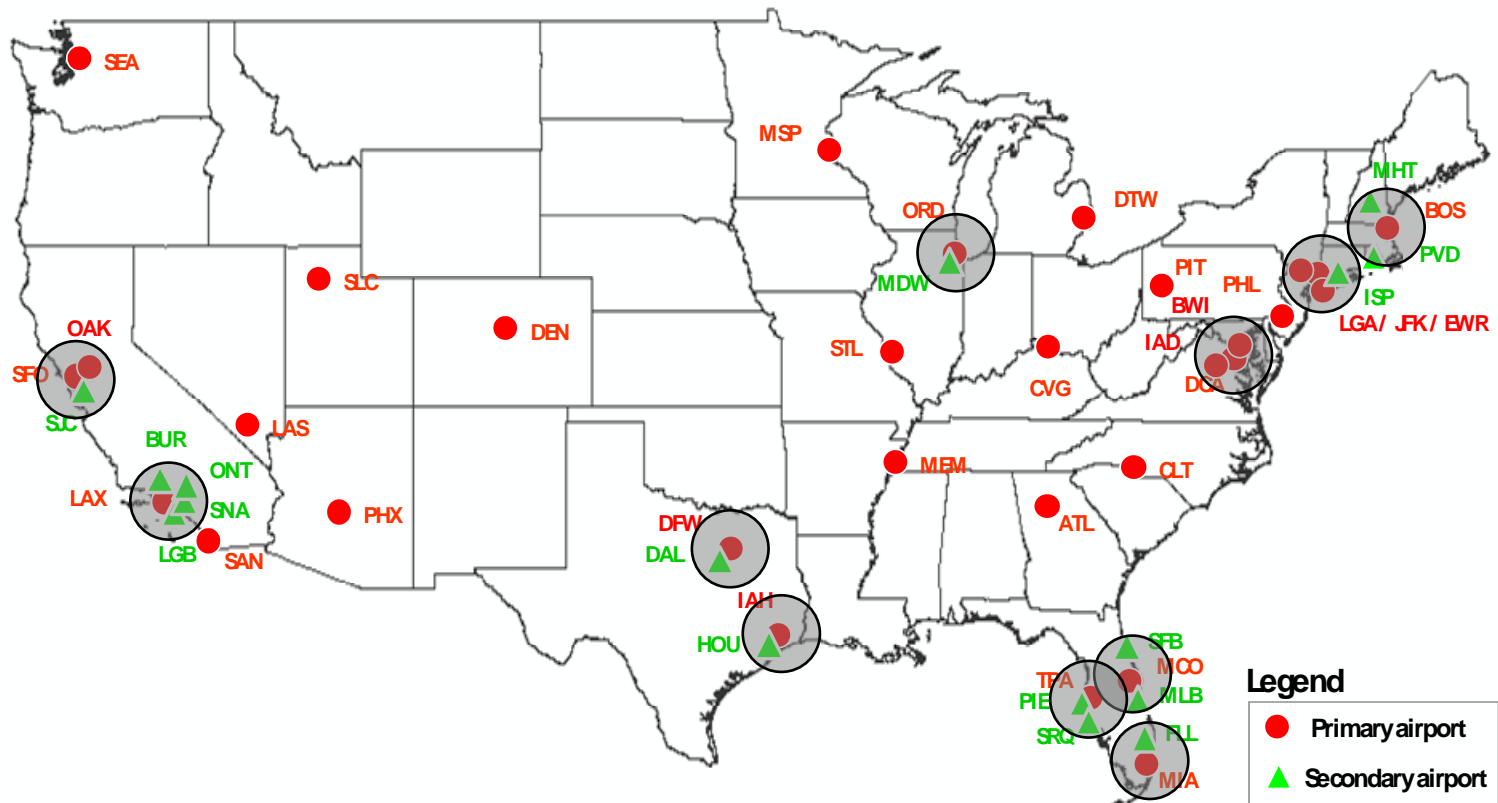 SEA
MSP
MHT
DTW
ORD
BOS
PVD
MDW
PIT
PHL
ISP
SLC
BWI
LGA / JFK / EWR
OAK
DEN
STL
IAD
SFO
CVG
DCA
SJC
LAS
BUR
ONT
MEM
CLT
LAX
SNA
PHX
ATL
LGB
SAN
DFW
DAL
IAH
HOU
SFB
TPA
MCO
PIE
MLB
SRQ
FLL
MIA
Legend
Primary airport
Secondary airport